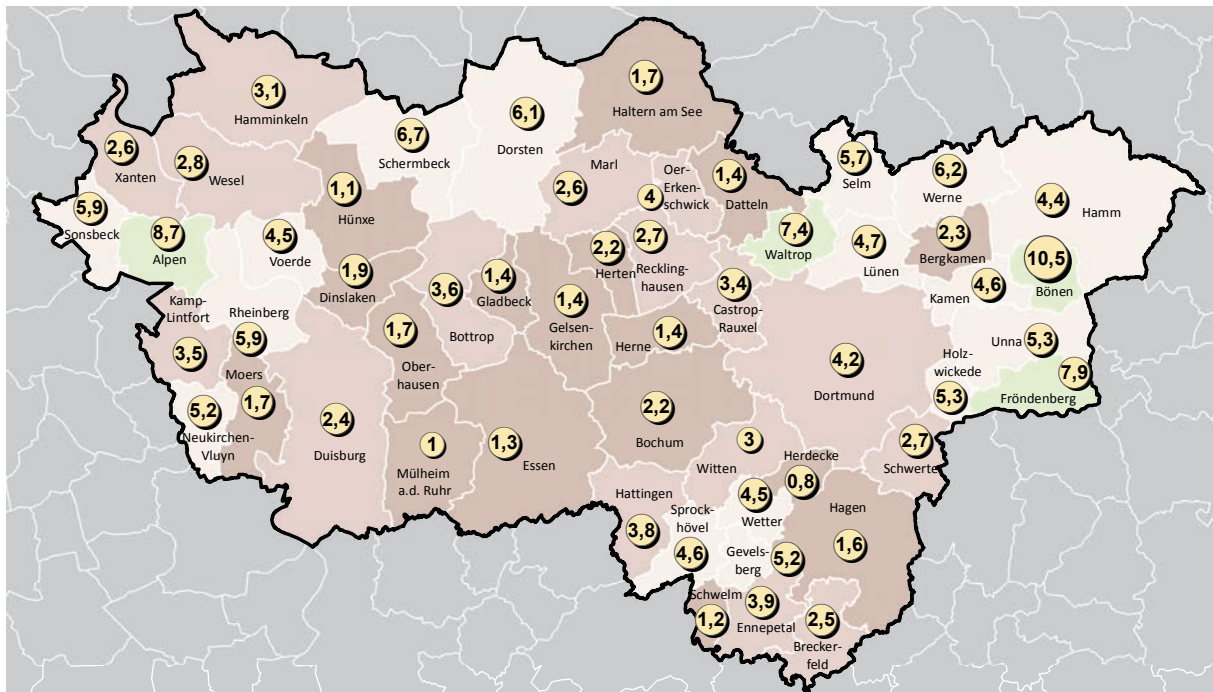 3,1
Hamminkeln
1,7
Haltern am See
6,1
Dorsten
6,7
Schermbeck
2,6
Xanten
2,8
Wesel
1,1
Hünxe
Marl
2,6
Oer-
Erken-
schwick
4
1,4
Datteln
5,7
Selm
6,2
Werne
4,4
Hamm
5,9
Sonsbeck
8,7
Alpen
4,5
Voerde
2,2
Herten
2,7
Reckling-
hausen
7,4
Waltrop
4,7
Lünen
2,3
Bergkamen
10,5
Bönen
1,9
Dinslaken
3,6
Bottrop
1,4
Gladbeck
1,4
Gelsen-
kirchen
3,4
Castrop-
Rauxel
Kamen
4,6
Kamp-
Lintfort
3,5
Rheinberg
5,9
Moers
1,7
1,7
Ober-
hausen
Herne
1,4
4,2
Dortmund
Holz-
wickede
5,3
Unna
5,3
7,9
Fröndenberg
5,2
Neukirchen-
Vluyn
2,4
Duisburg
1
Mülheim
a.d. Ruhr
1,3
Essen
2,2
Bochum
3
Witten
Herdecke
0,8
2,7
Schwerte
Hattingen
3,8
Sprock-
hövel
4,6
4,5
Wetter
Hagen
1,6
Gevels-
berg
5,2
Schwelm
1,2
3,9
Ennepetal
2,5
Brecker-
feld